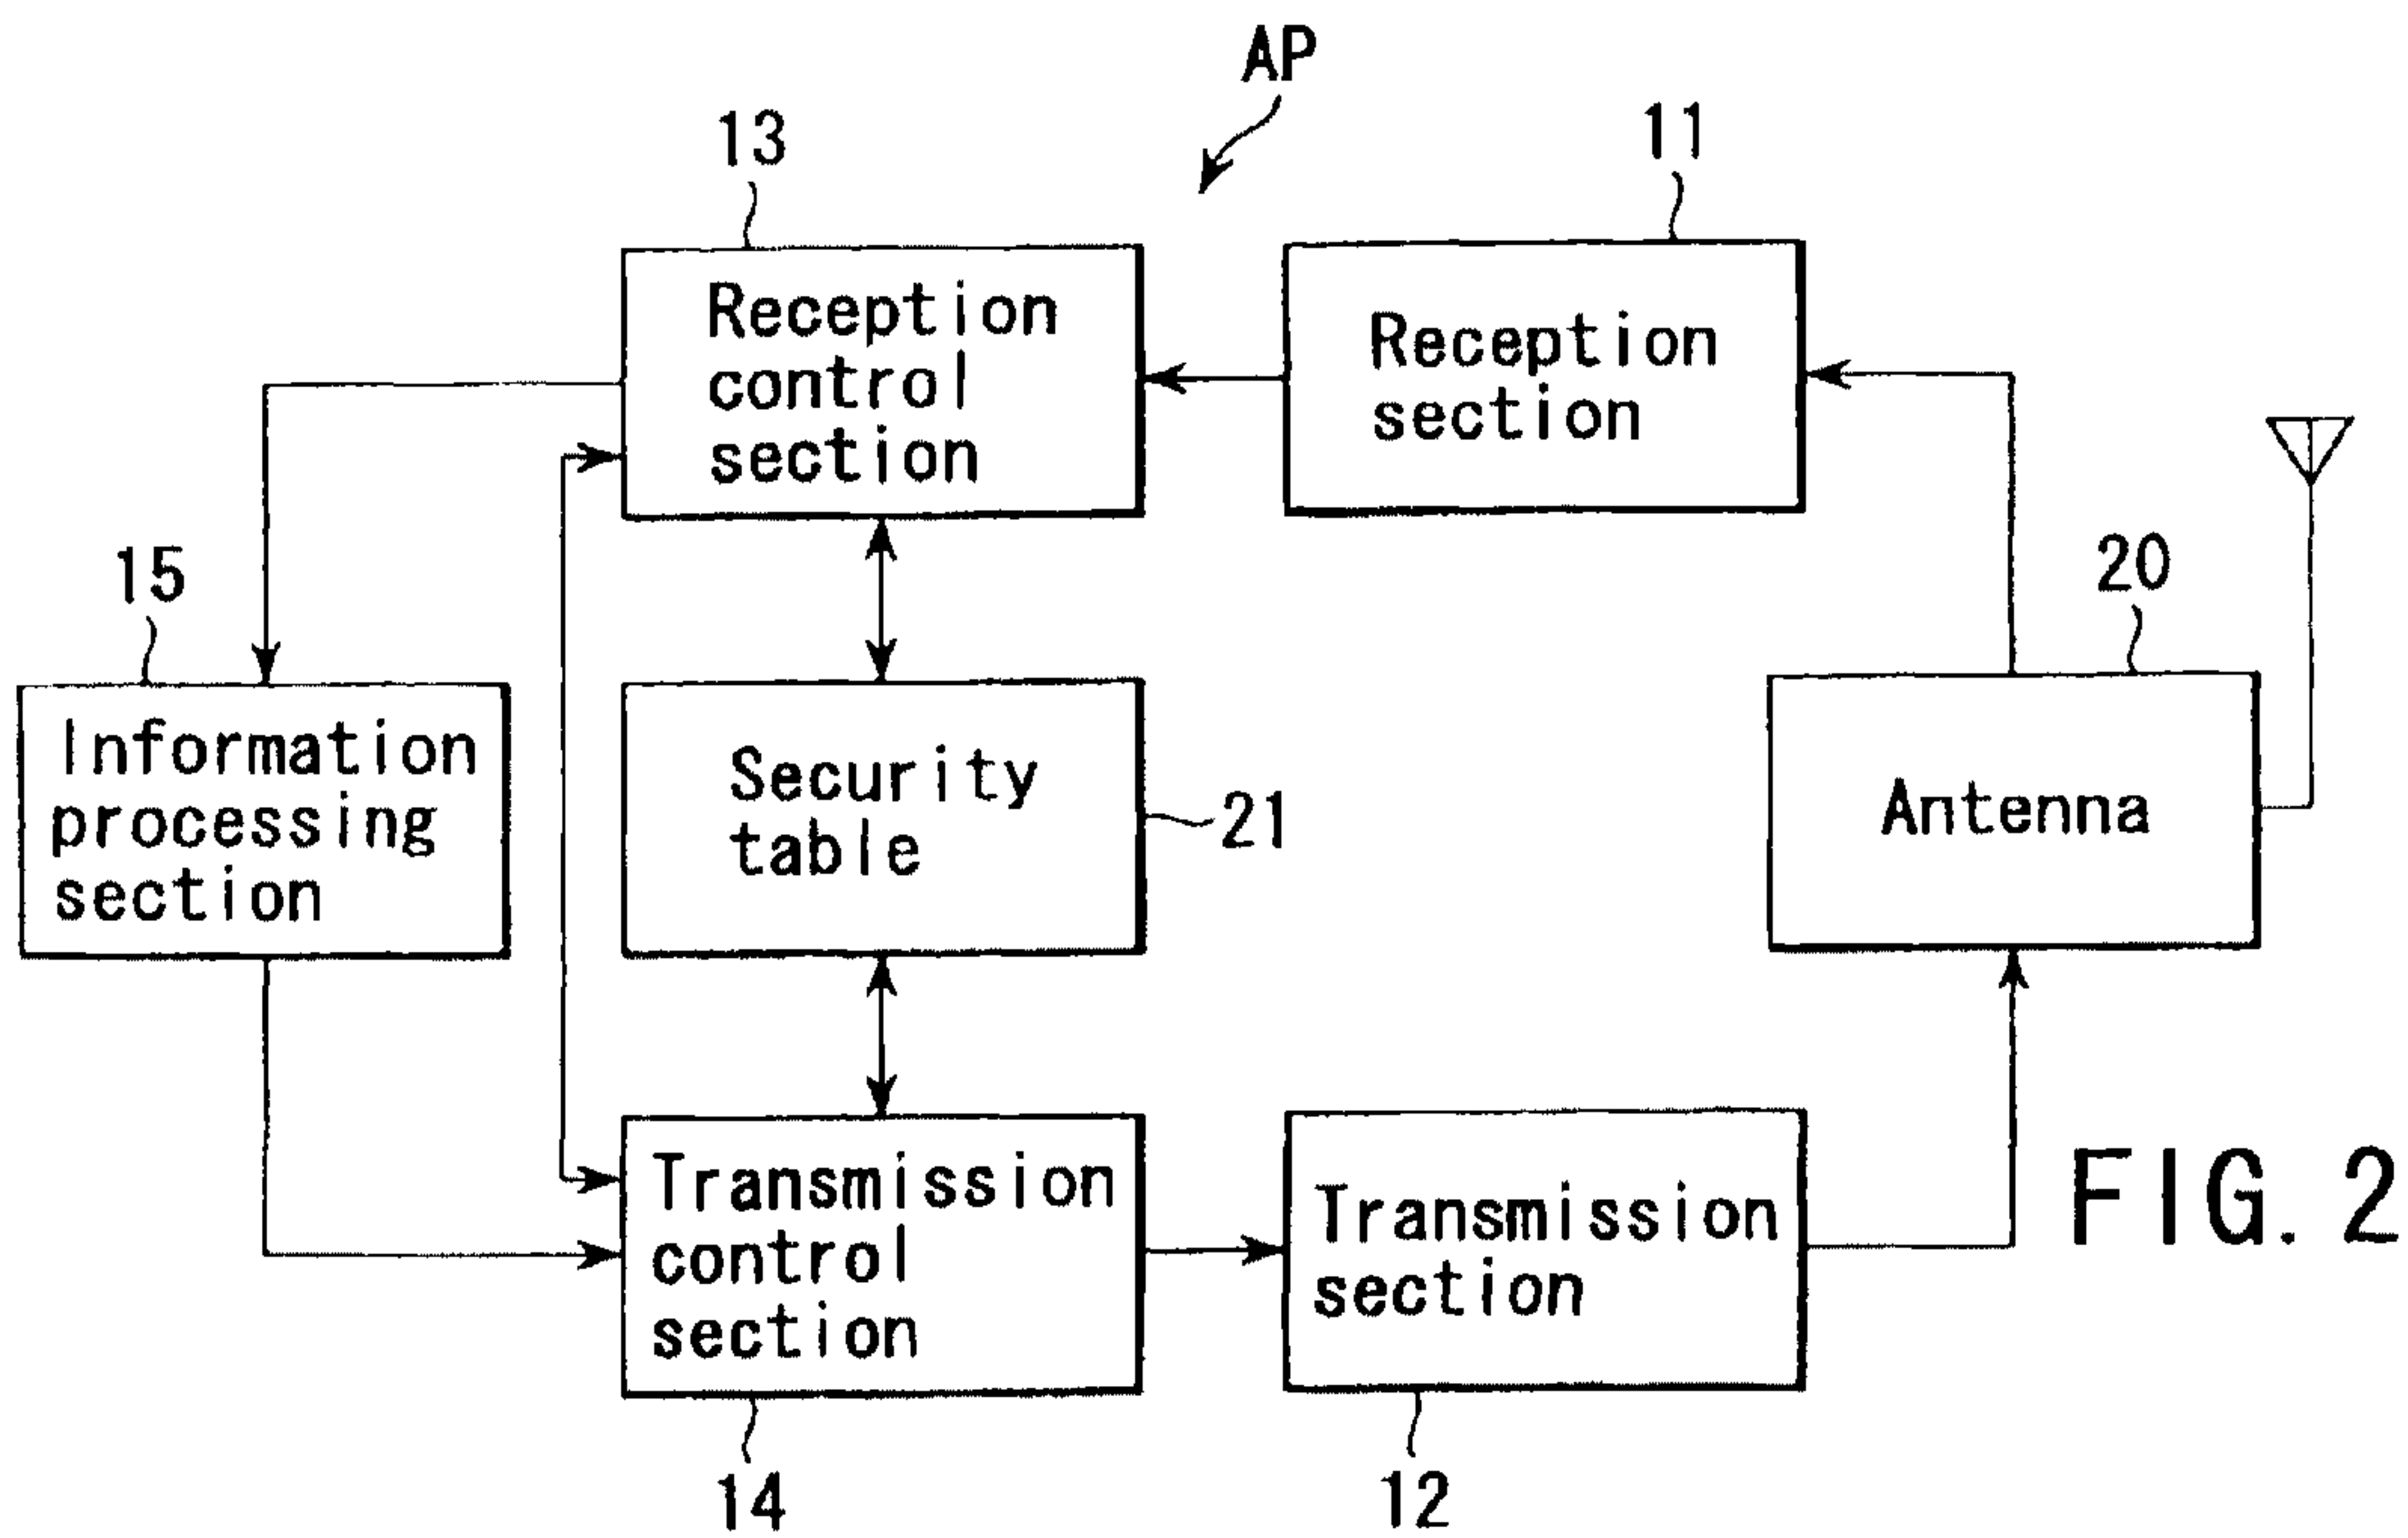 AP
13
11
Reception
control
section
Reception
section
15
20
Information
processing
section
Security
table
21
Antenna
Transmission
control
section
Transmission
section
FIG. 2
14
12